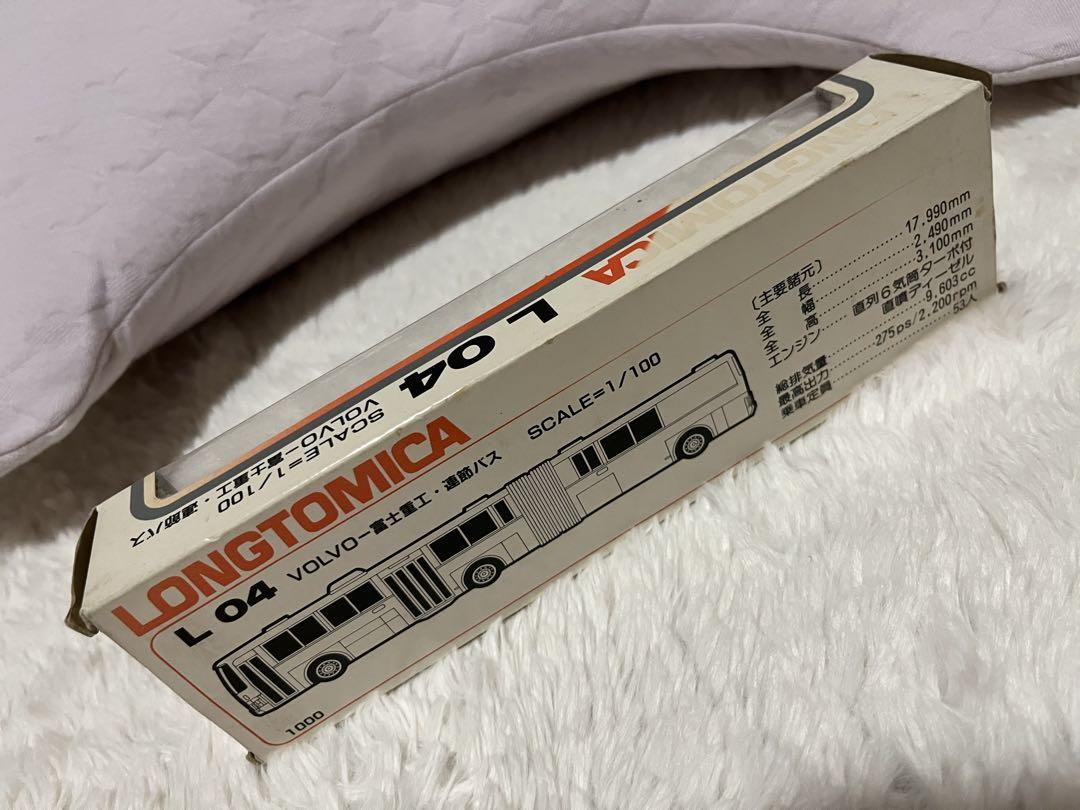 LONGTOMICA
L 04
SCALE=1/100
VOLVO－富士重工・連節バス
LONGTOMICA
L 04 VOLVO－富士重工・連節バス SCALE=1/100
1000
〔主要諸元〕
全長 17,990mm
全幅 2,490mm
全高 3,100mm
エンジン 直列6気筒ターボ付
直噴ディーゼル
総排気量 9,603cc
最高出力 275ps/2,200rpm
乗車定員 53人